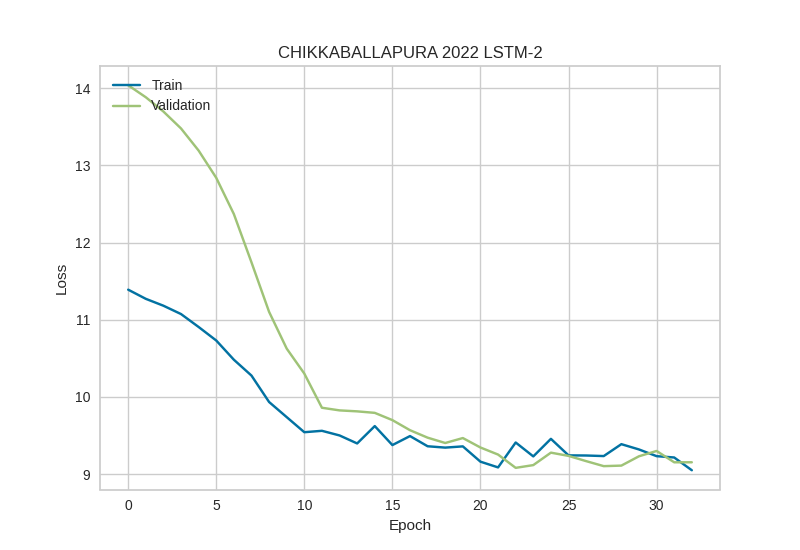 CHIKKABALLAPURA 2022 LSTM-2
Train
Validation
14
13
12
11
10
9
Loss
0 5 10 15 20 25 30
Epoch